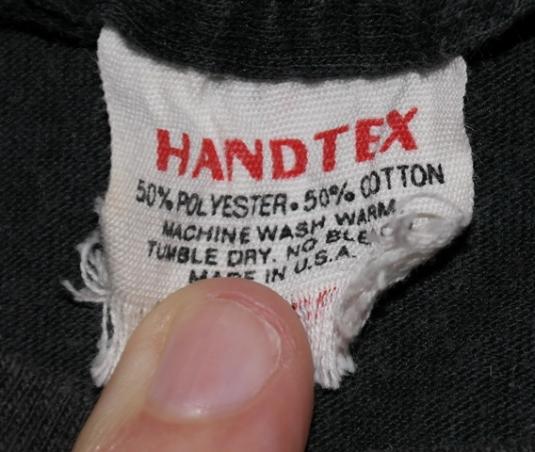 HANDTEX
50% POLYESTER • 50% COTTON
MACHINE WASH WARM
TUMBLE DRY. NO
MADE IN U.S.A.